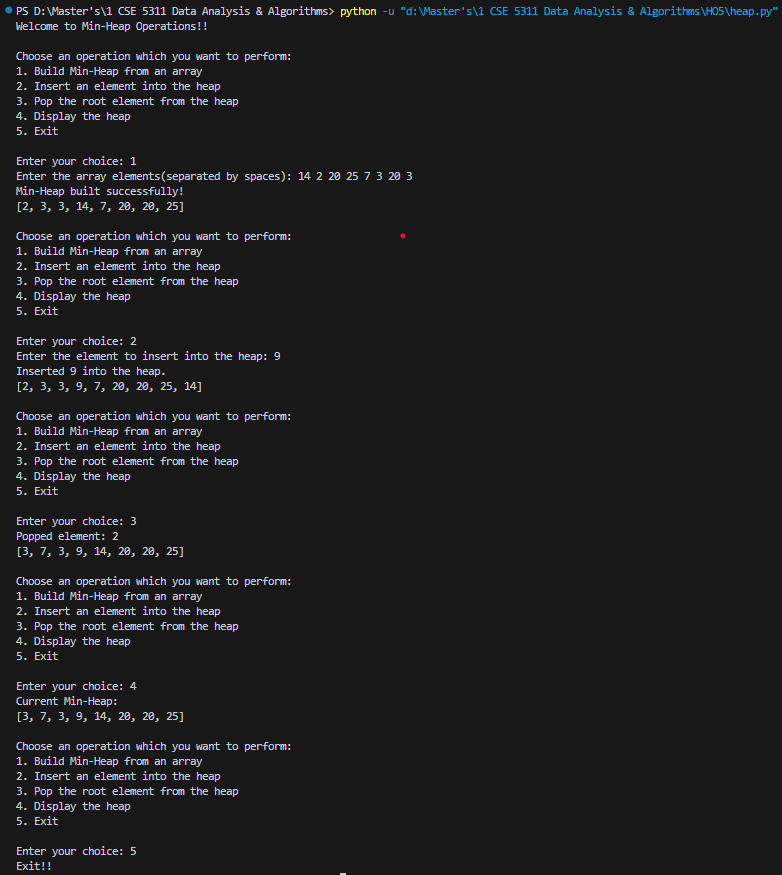 PS D:\Master's\1 CSE 5311 Data Analysis & Algorithms> python -u "d:\Master's\1 CSE 5311 Data Analysis & Algorithms\HO5\heap.py"
Welcome to Min-Heap Operations!!
Choose an operation which you want to perform:
1. Build Min-Heap from an array
2. Insert an element into the heap
3. Pop the root element from the heap
4. Display the heap
5. Exit
Enter your choice: 1
Enter the array elements(separated by spaces): 14 2 20 25 7 3 20 3
Min-Heap built successfully!
[2, 3, 3, 14, 7, 20, 20, 25]
Choose an operation which you want to perform:
1. Build Min-Heap from an array
2. Insert an element into the heap
3. Pop the root element from the heap
4. Display the heap
5. Exit
Enter your choice: 2
Enter the element to insert into the heap: 9
Inserted 9 into the heap.
[2, 3, 3, 9, 7, 20, 20, 25, 14]
Choose an operation which you want to perform:
1. Build Min-Heap from an array
2. Insert an element into the heap
3. Pop the root element from the heap
4. Display the heap
5. Exit
Enter your choice: 3
Popped element: 2
[3, 7, 3, 9, 14, 20, 20, 25]
Choose an operation which you want to perform:
1. Build Min-Heap from an array
2. Insert an element into the heap
3. Pop the root element from the heap
4. Display the heap
5. Exit
Enter your choice: 4
Current Min-Heap:
[3, 7, 3, 9, 14, 20, 20, 25]
Choose an operation which you want to perform:
1. Build Min-Heap from an array
2. Insert an element into the heap
3. Pop the root element from the heap
4. Display the heap
5. Exit
Enter your choice: 5
Exit!!